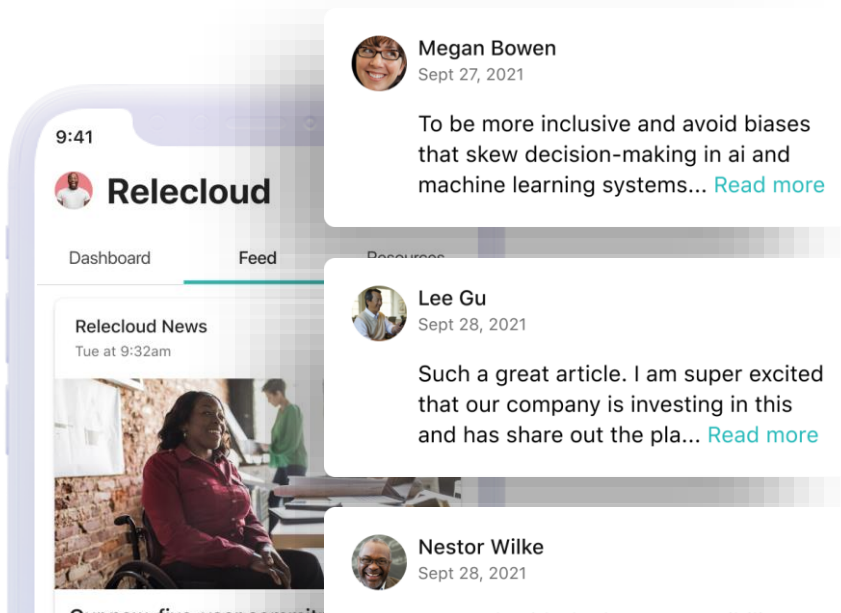 9:41
Relecloud
Dashboard
Feed
Resources
Relecloud News
Tue at 9:32am
Megan Bowen
Sept 27, 2021
To be more inclusive and avoid biases
that skew decision-making in ai and
machine learning systems... Read more
Lee Gu
Sept 28, 2021
Such a great article. I am super excited
that our company is investing in this
and has share out the pla... Read more
Nestor Wilke
Sept 28, 2021